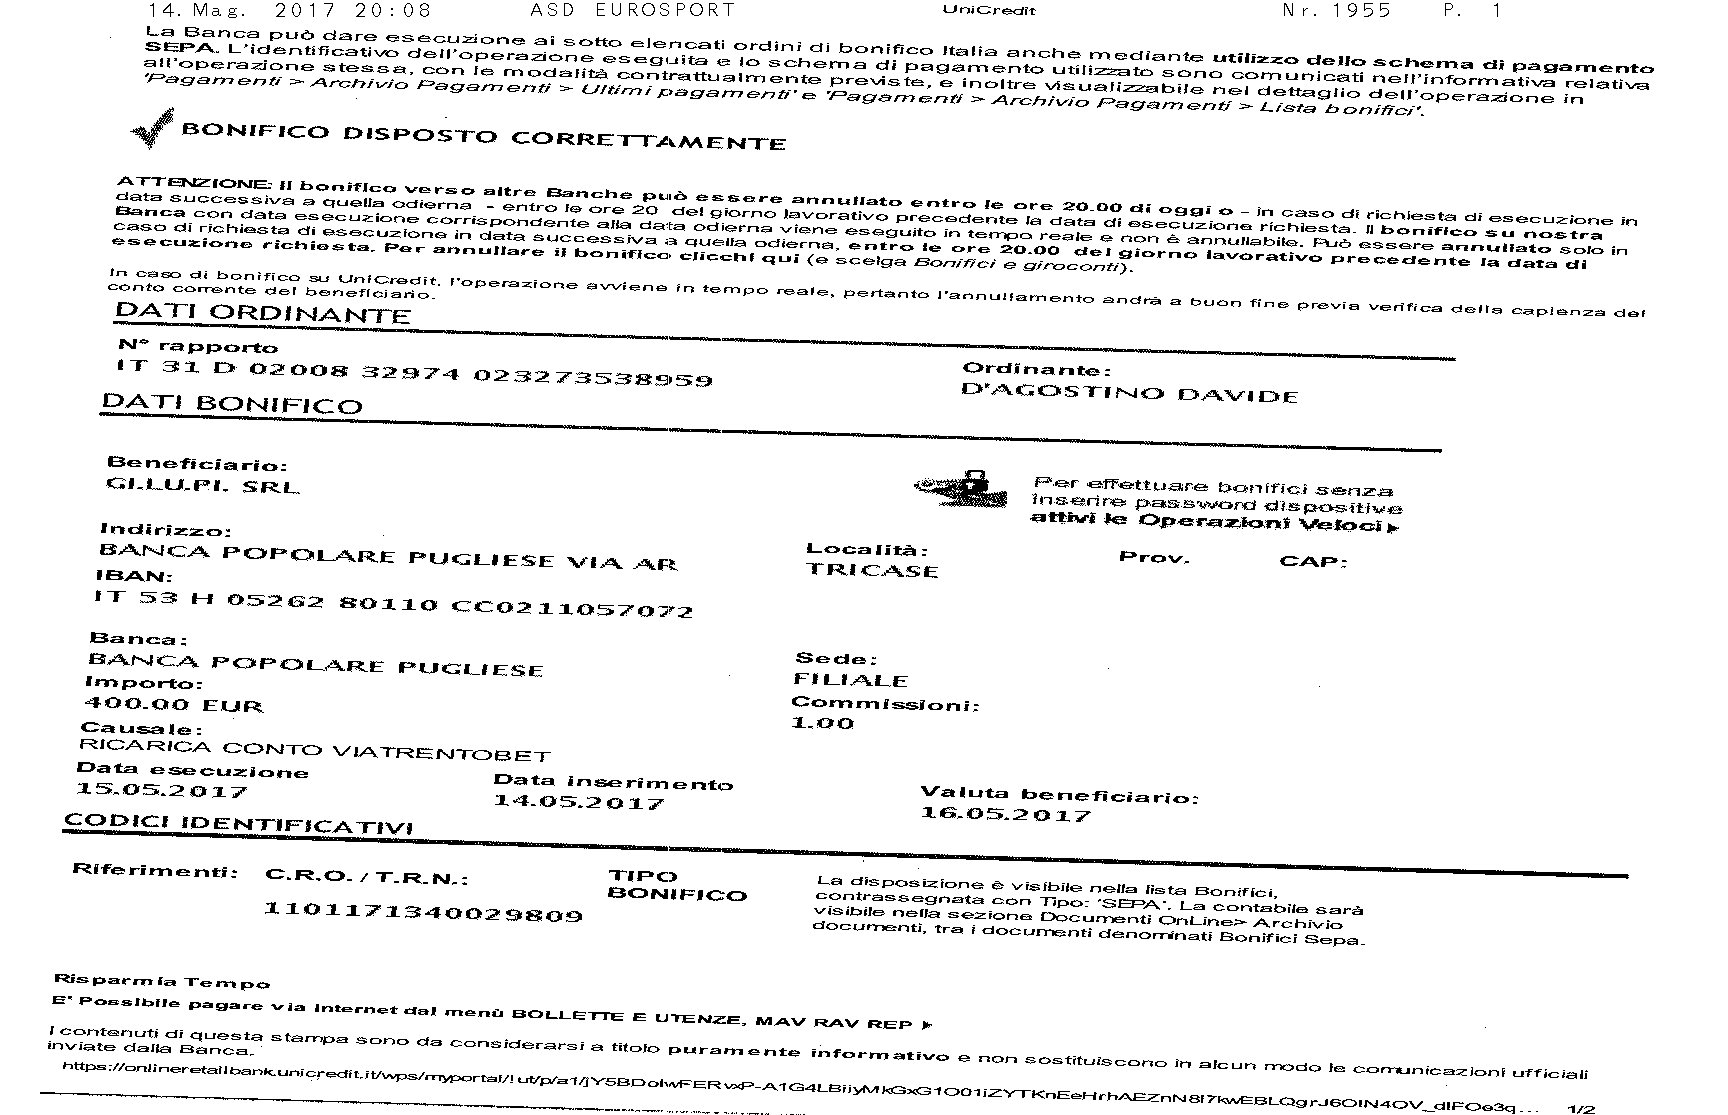 14. Mag. 2017 20:08 ASD EUROSPORT UniCredit Nr. 1955 P. 1
La Banca può dare esecuzione ai sotto elencati ordini di bonifico Italia anche mediante utilizzo dello schema di pagamento
SEPA. L'identificativo dell'operazione eseguita e lo schema di pagamento utilizzato sono comunicati nell'informativa relativa
all'operazione stessa, con le modalità contrattualmente previste, e inoltre visualizzabile nel dettaglio dell'operazione in
'Pagamenti > Archivio Pagamenti > Ultimi pagamenti' e 'Pagamenti > Archivio Pagamenti > Lista bonifici'.
BONIFICO DISPOSTO CORRETTAMENTE
ATTENZIONE: Il bonifico verso altre Banche può essere annullato entro le ore 20.00 di oggi o - in caso di richiesta di esecuzione in
data successiva a quella odierna - entro le ore 20 del giorno lavorativo precedente la data di esecuzione richiesta. Il bonifico su nostra
Banca con data esecuzione corrispondente alla data odierna viene eseguito in tempo reale e non è annullabile. Può essere annullato solo in
caso di richiesta di esecuzione in data successiva a quella odierna, entro le ore 20.00 del giorno lavorativo precedente la data di
esecuzione richiesta. Per annullare il bonifico clicchi qui (e scelga Bonifici e giroconti).
In caso di bonifico su UniCredit, l'operazione avviene in tempo reale, pertanto l'annullamento andrà a buon fine previa verifica della capienza del
conto corrente del beneficiario.
DATI ORDINANTE
N° rapporto Ordinante:
IT 31 D 02008 32974 023273538959 D'AGOSTINO DAVIDE
DATI BONIFICO
Beneficiario:
GI.LU.PI. SRL
Per effettuare bonifici senza
inserire password dispositive
attivi le Operazioni Veloci
Indirizzo: Località: Prov. CAP:
BANCA POPOLARE PUGLIESE VIA AR TRICASE
IBAN:
IT 53 H 05262 80110 CC0211057072
Banca: Sede:
BANCA POPOLARE PUGLIESE FILIALE
Importo: Commissioni:
400.00 EUR 1.00
Causale:
RICARICA CONTO VIATRENTOBET
Data esecuzione Data inserimento Valuta beneficiario:
15.05.2017 14.05.2017 16.05.2017
CODICI IDENTIFICATIVI
Riferimenti: C.R.O. / T.R.N.: TIPO
BONIFICO
1101171340029809
La disposizione è visibile nella lista Bonifici,
contrassegnata con Tipo: 'SEPA'. La contabile sarà
visibile nella sezione Documenti OnLine> Archivio
documenti, tra i documenti denominati Bonifici Sepa.
Risparmia Tempo
E' Possibile pagare via Internet dal menù BOLLETTE E UTENZE, MAV RAV REP
I contenuti di questa stampa sono da considerarsi a titolo puramente informativo e non sostituiscono in alcun modo le comunicazioni ufficiali
inviate dalla Banca.
1/2